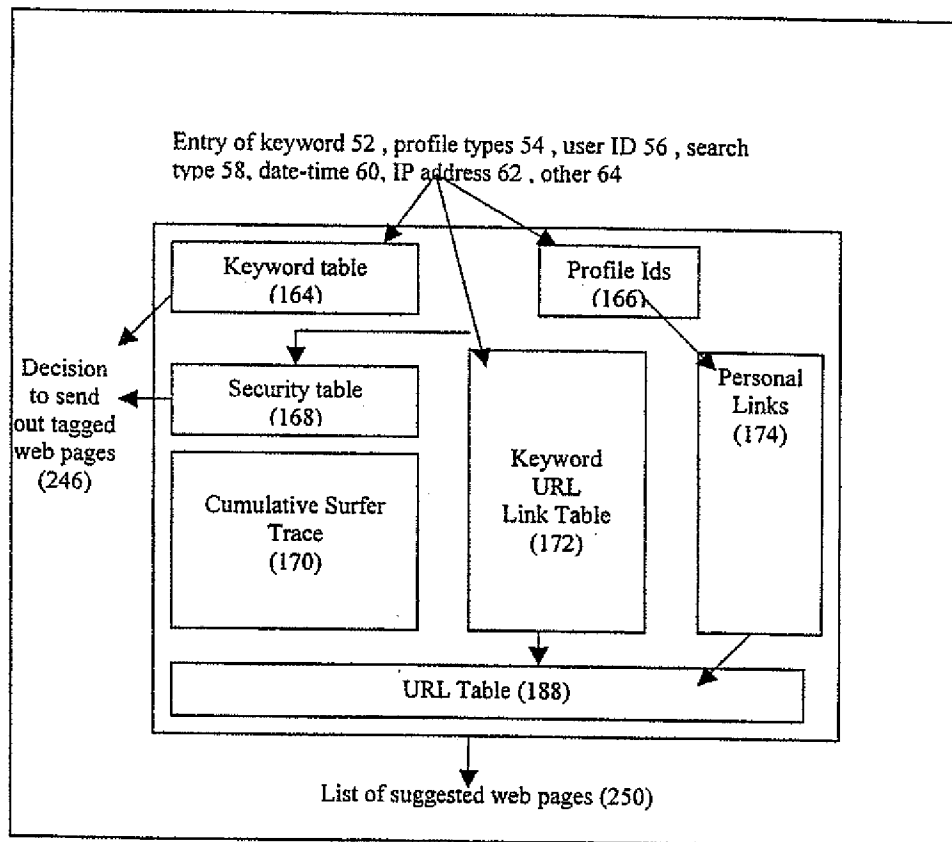 Entry of keyword 52 , profile types 54 , user ID 56 , search
type 58, date-time 60, IP address 62 , other 64
Keyword table
(164)
Profile Ids
(166)
Decision
to send
out tagged
web pages
(246)
Security table
(168)
Personal
Links
(174)
Cumulative Surfer
Trace
(170)
Keyword
URL
Link Table
(172)
URL Table (188)
List of suggested web pages (250)